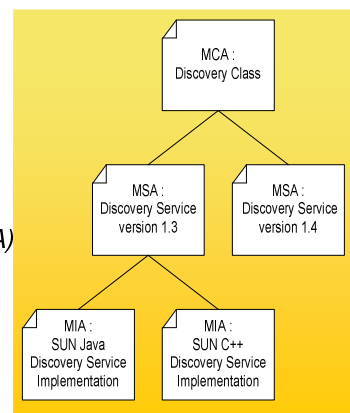 MCA :
Discovery Class
MSA :
Discovery Service
version 1.3
MSA :
Discovery Service
version 1.4
A)
MIA :
SUN Java
Discovery Service
Implementation
MIA :
SUN C++
Discovery Service
Implementation